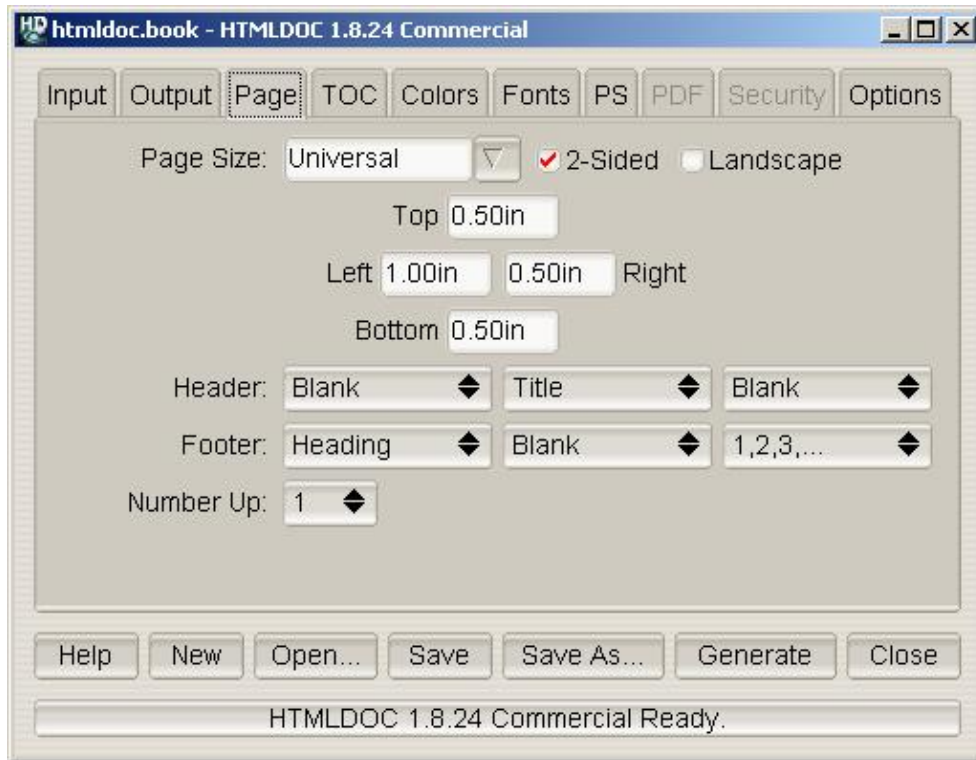 HD htmldoc.book - HTMLDOC 1.8.24 Commercial
Input Output Page TOC Colors Fonts PS PDF Security Options
Page Size: Universal 2-Sided Landscape
Top 0.50in
Left 1.00in 0.50in Right
Bottom 0.50in
Header: Blank Title Blank
Footer: Heading Blank 1,2,3,...
Number Up: 1
Help New Open... Save Save As... Generate Close
HTMLDOC 1.8.24 Commercial Ready.